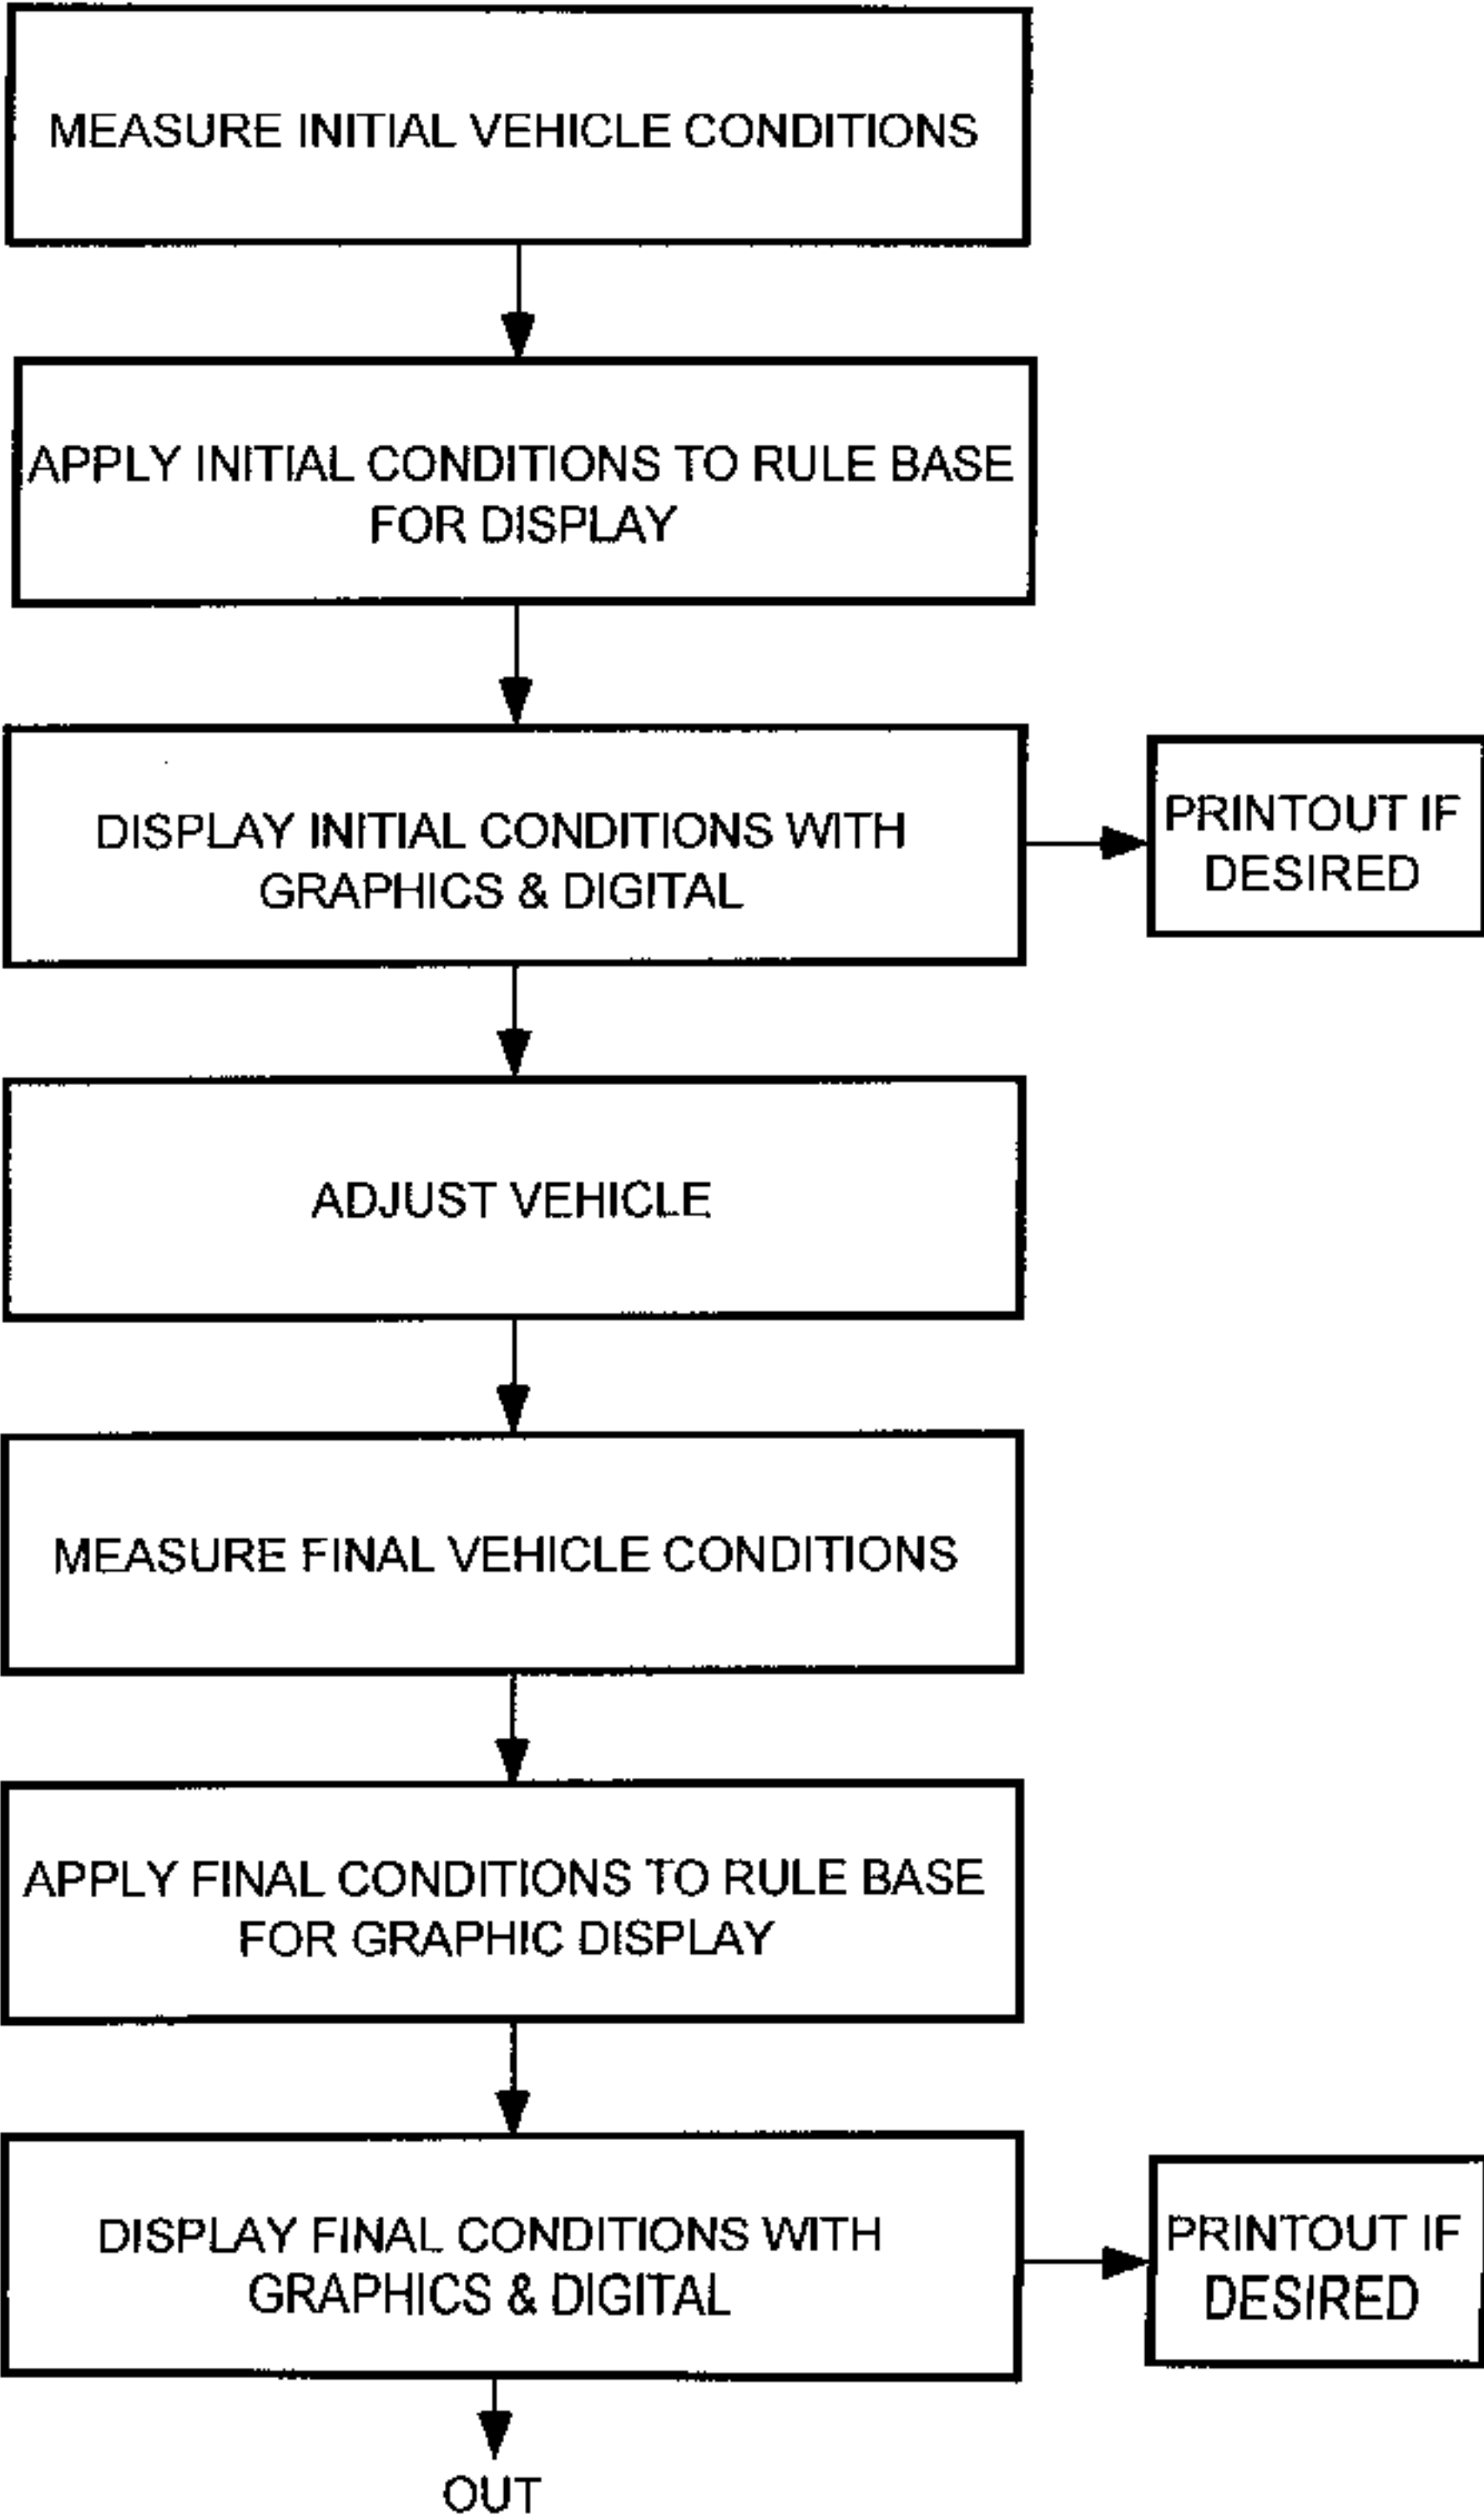 MEASURE INITIAL VEHICLE CONDITIONS
APPLY INITIAL CONDITIONS TO RULE BASE
FOR DISPLAY
DISPLAY INITIAL CONDITIONS WITH
GRAPHICS & DIGITAL
PRINTOUT IF
DESIRED
ADJUST VEHICLE
MEASURE FINAL VEHICLE CONDITIONS
APPLY FINAL CONDITIONS TO RULE BASE
FOR GRAPHIC DISPLAY
DISPLAY FINAL CONDITIONS WITH
GRAPHICS & DIGITAL
PRINTOUT IF
DESIRED
OUT